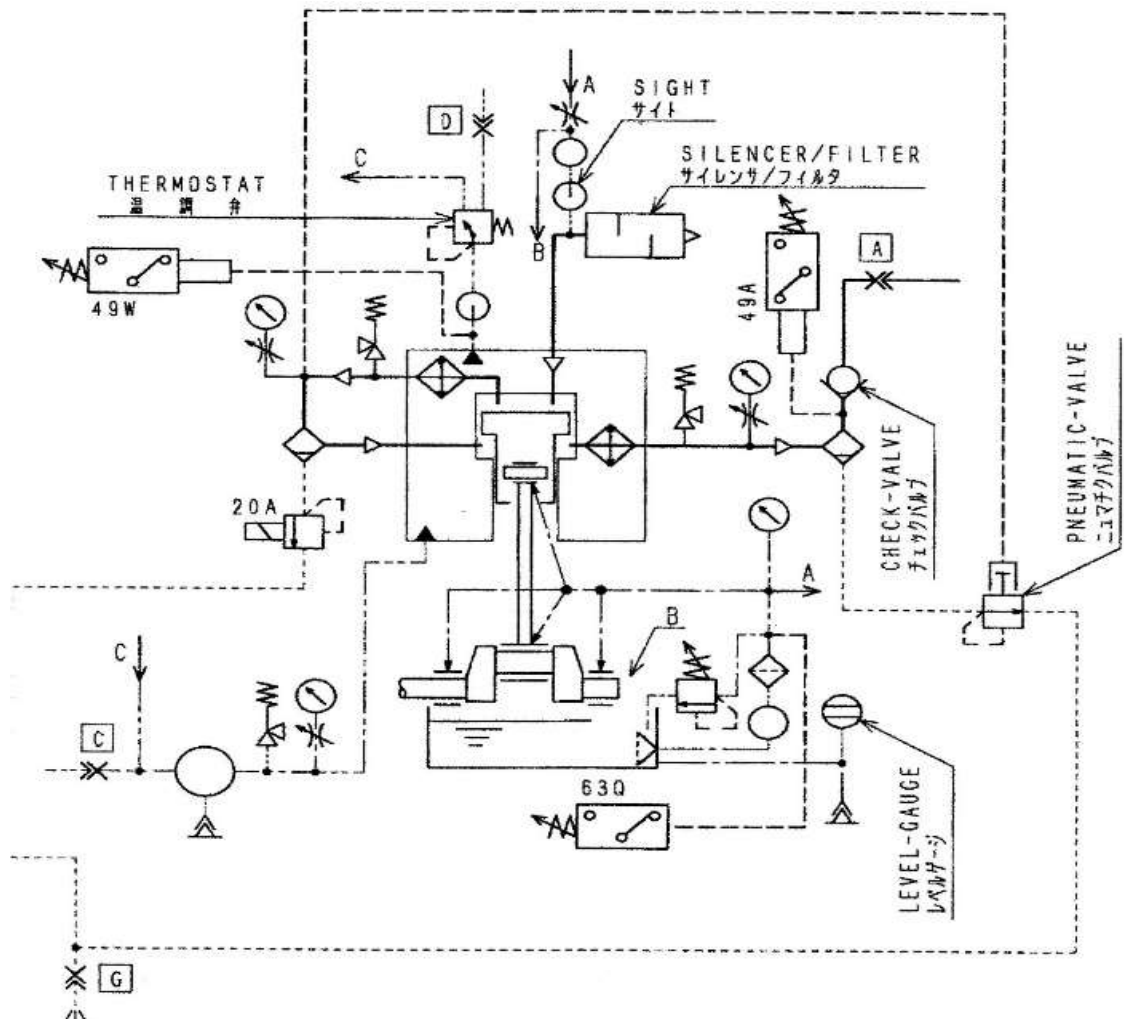 A
SIGHT
サイト
D
SILENCER/FILTER
サイレンサ/フィルタ
C
THERMOSTAT
温 調 弁
B
A
49W
49A
PNEUMATIC-VALVE
ニュマチクバルブ
CHECK-VALVE
チェックバルブ
20A
A
B
C
C
63Q
LEVEL-GAUGE
レベルゲージ
G